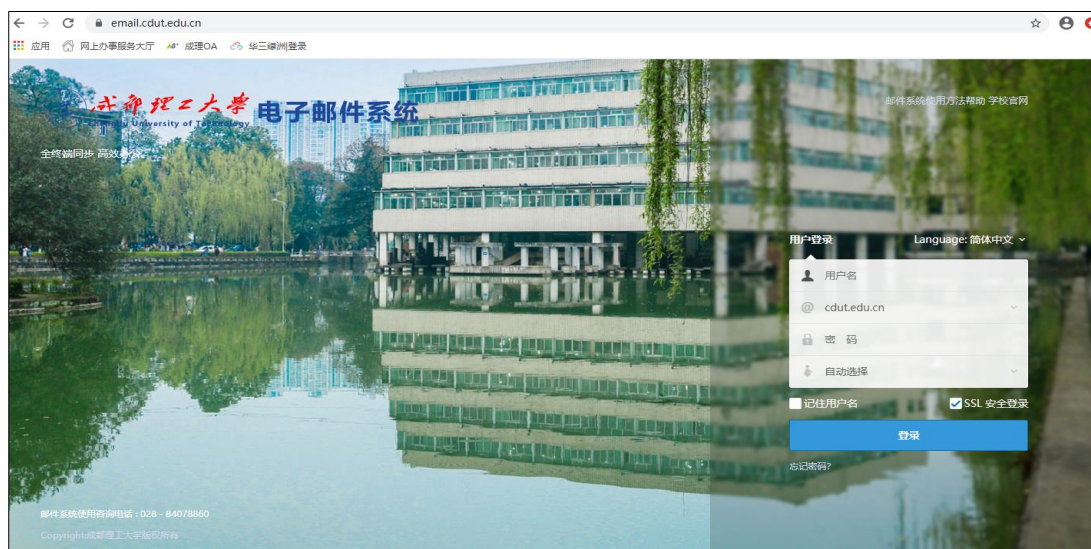 email.cdut.edu.cn
应用 网上办事服务大厅 成理OA 华三绿洲|登录
成都理工大学 电子邮件系统
University of Technology
邮件系统使用方法帮助 学校官网
全终端同步 高效
用户登录 Language: 简体中文
用户名
@ cdut.edu.cn
密 码
自动选择
记住用户名 SSL 安全登录
登录
忘记密码?
邮件系统使用咨询电话 : 028 - 84078860
Copyright成都理工大学版权所有